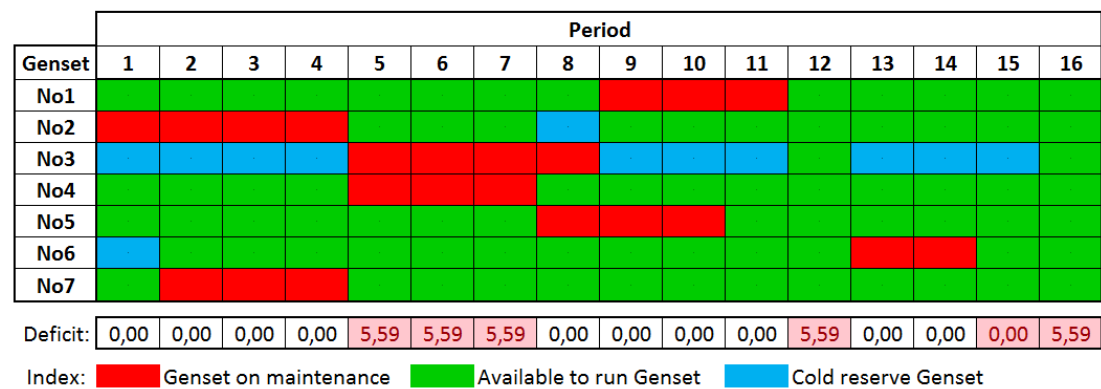 Period
Genset 1 2 3 4 5 6 7 8 9 10 11 12 13 14 15 16
No1
No2
No3
No4
No5
No6
No7
Deficit: 0,00 0,00 0,00 0,00 5,59 5,59 5,59 0,00 0,00 0,00 0,00 5,59 0,00 0,00 0,00 5,59
Index: Genset on maintenance Available to run Genset Cold reserve Genset